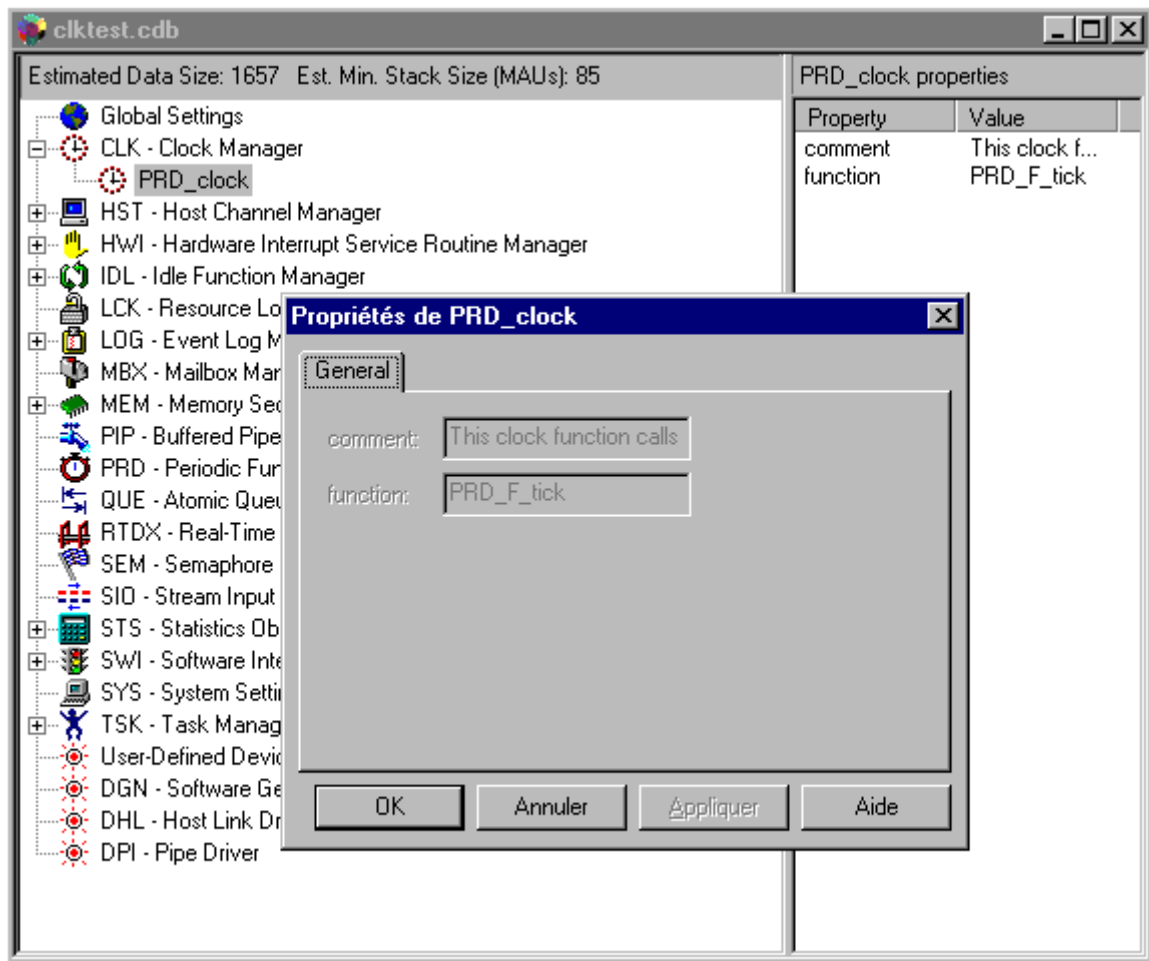 clktest.cdb
Estimated Data Size: 1657 Est. Min. Stack Size (MAUs): 85
PRD_clock properties
Global Settings
CLK - Clock Manager
PRD_clock
HST - Host Channel Manager
HWI - Hardware Interrupt Service Routine Manager
IDL - Idle Function Manager
LCK - Resource Lo
LOG - Event Log M
MBX - Mailbox Mar
MEM - Memory Sec
PIP - Buffered Pipe
PRD - Periodic Fur
QUE - Atomic Queu
RTDX - Real-Time
SEM - Semaphore
SIO - Stream Input
STS - Statistics Ob
SWI - Software Inte
SYS - System Settin
TSK - Task Manag
User-Defined Devic
DGN - Software Ge
DHL - Host Link Dr
DPI - Pipe Driver
Property Value
comment This clock f...
function PRD_F_tick
Propriétés de PRD_clock
General
comment: This clock function calls
function: PRD_F_tick
OK Annuler Appliquer Aide